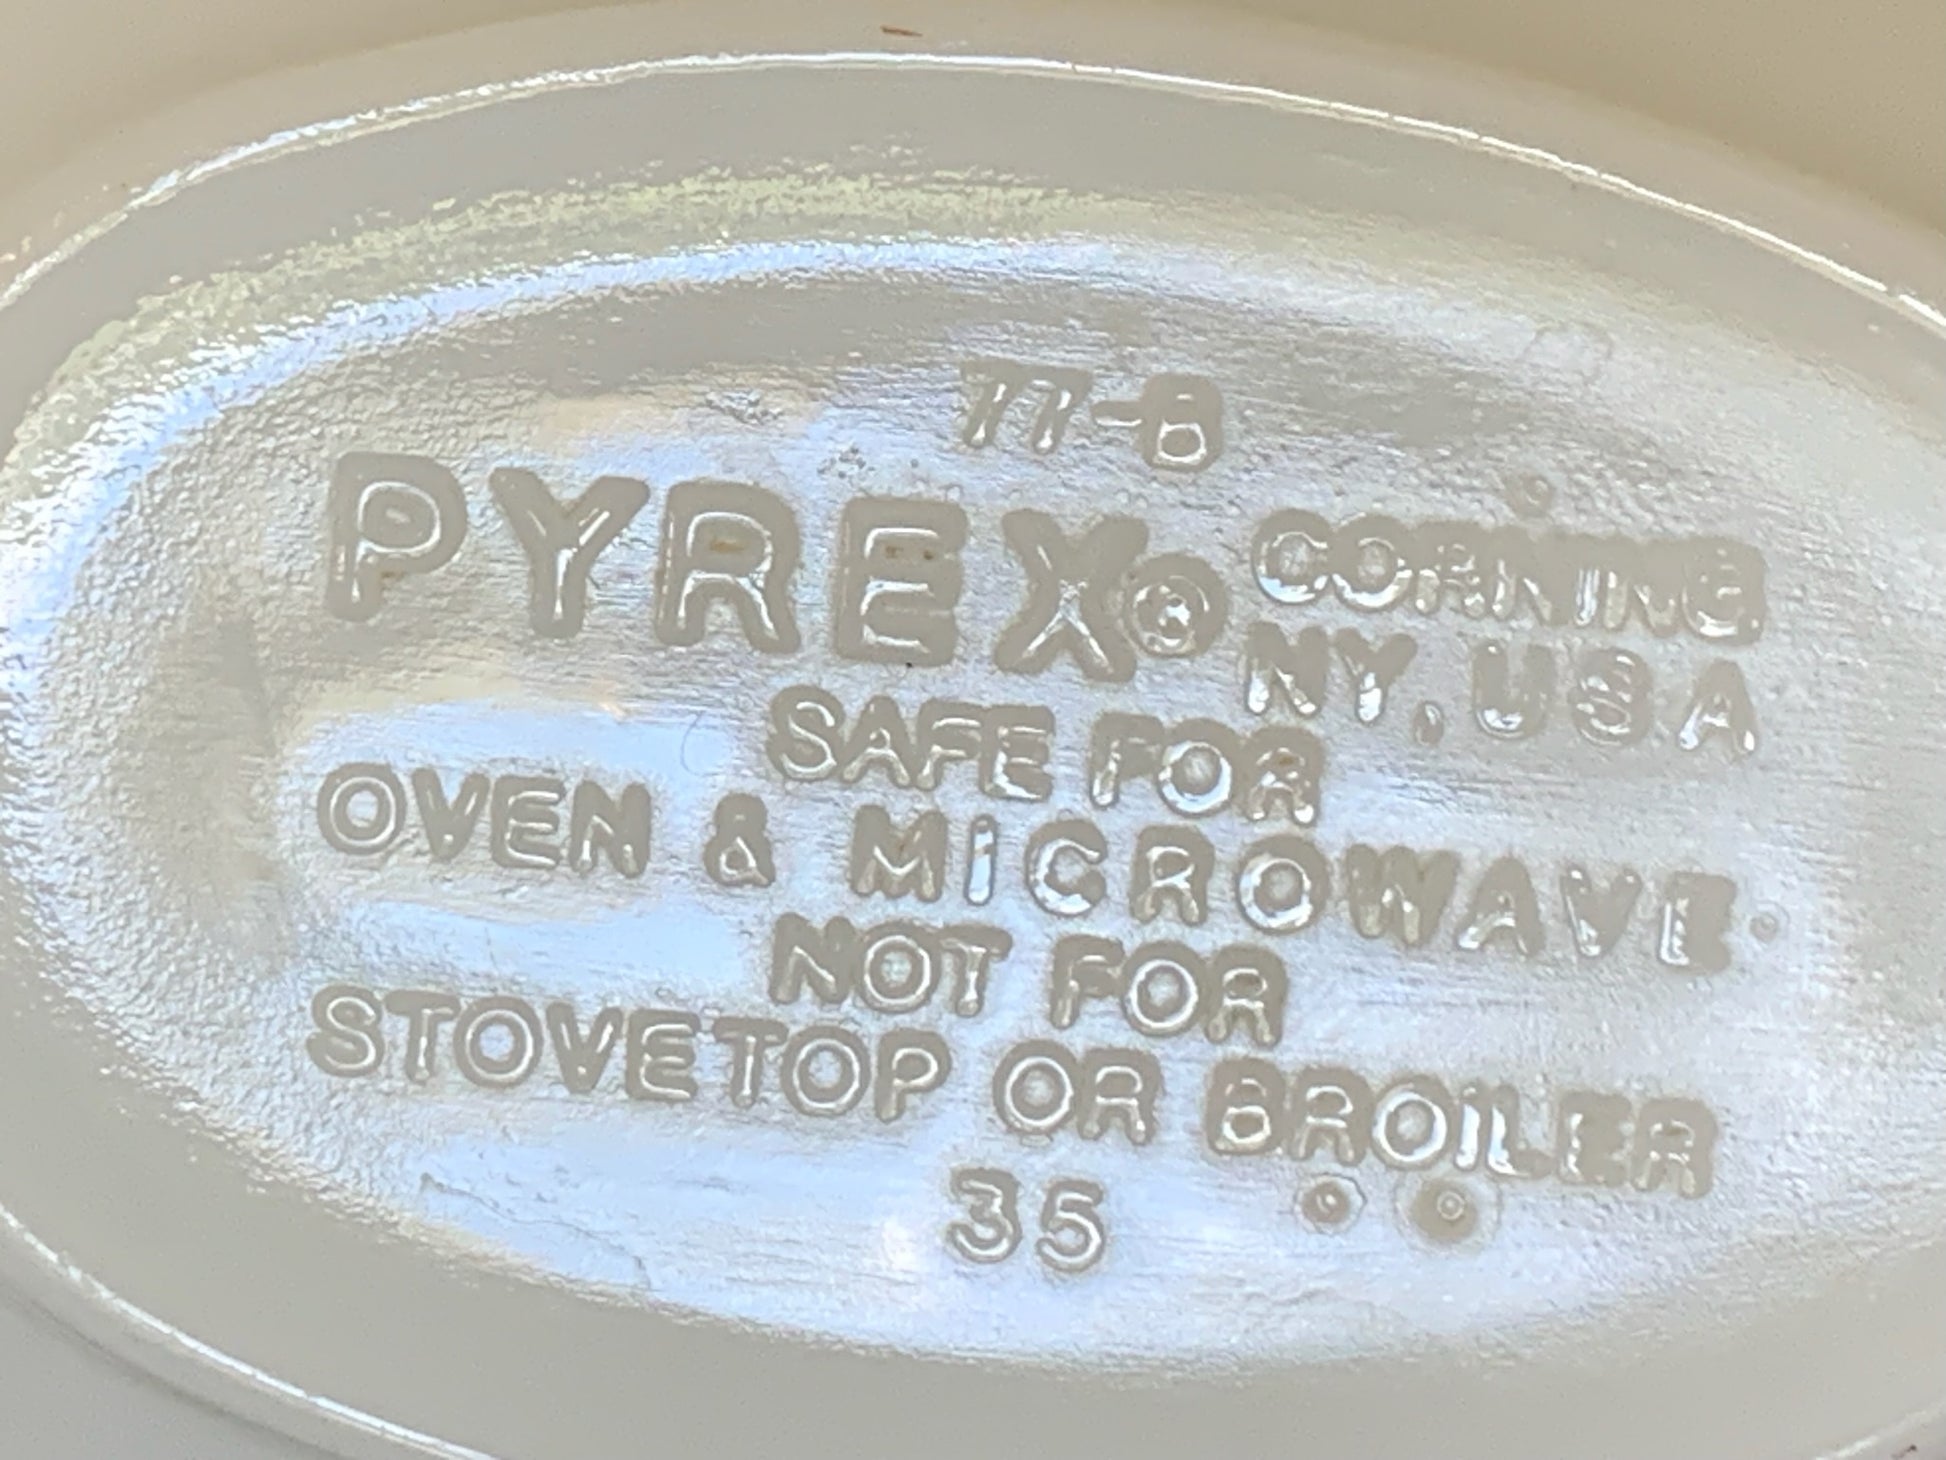 77-B
PYREX® CORNING,
NY, USA
SAFE FOR
OVEN & MICROWAVE
NOT FOR
STOVETOP OR BROILER
35